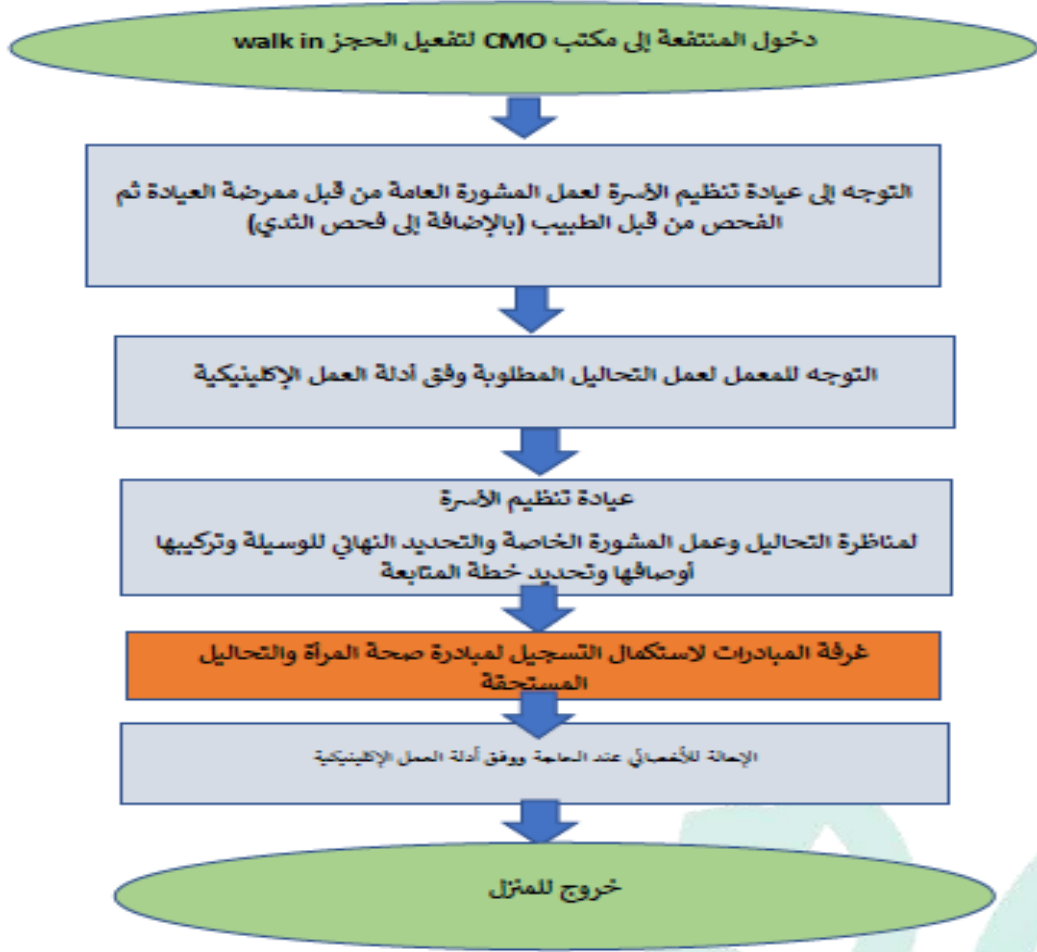 دخول المنتفعة إلى مكتب CMO لتفعيل الحجز walk in
التوجه إلى عيادة تنظيم الأسرة لعمل المشورة العامة من قبل ممرضة العيادة ثم
الفحص من قبل الطبيب (بالإضافة إلى فحص الثدي)
التوجه للمعمل لعمل التحاليل المطلوبة وفق أدلة العمل الإكلينيكية
عيادة تنظيم الأسرة
لمناظرة التحاليل وعمل المشورة الخاصة والتحديد النهائي للوسيلة وتركيبها
أوصافها وتحديد خطة المتابعة
غرفة المبادرات لاستكمال التسجيل لمبادرة صحة المرأة والتحاليل
المستحقة
الإحالة للأخصائي عند الحاجة ووفق أدلة العمل الإكلينيكية
خروج للمنزل